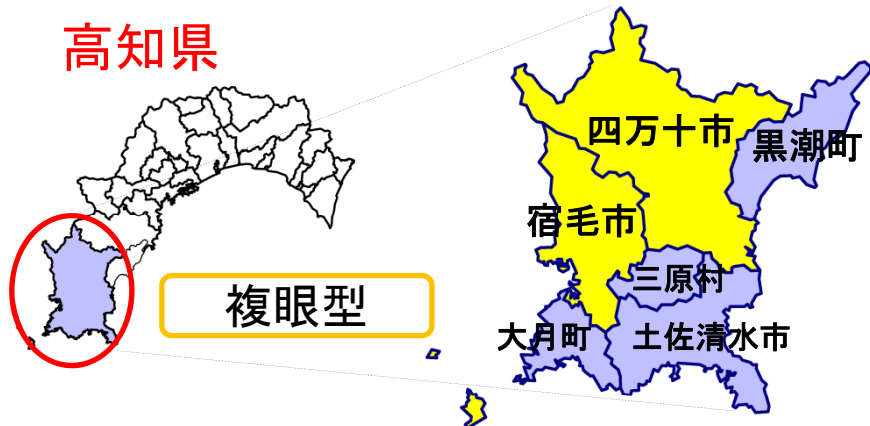 高知県
四万十市
黒潮町
宿毛市
三原村
複眼型
大月町
土佐清水市